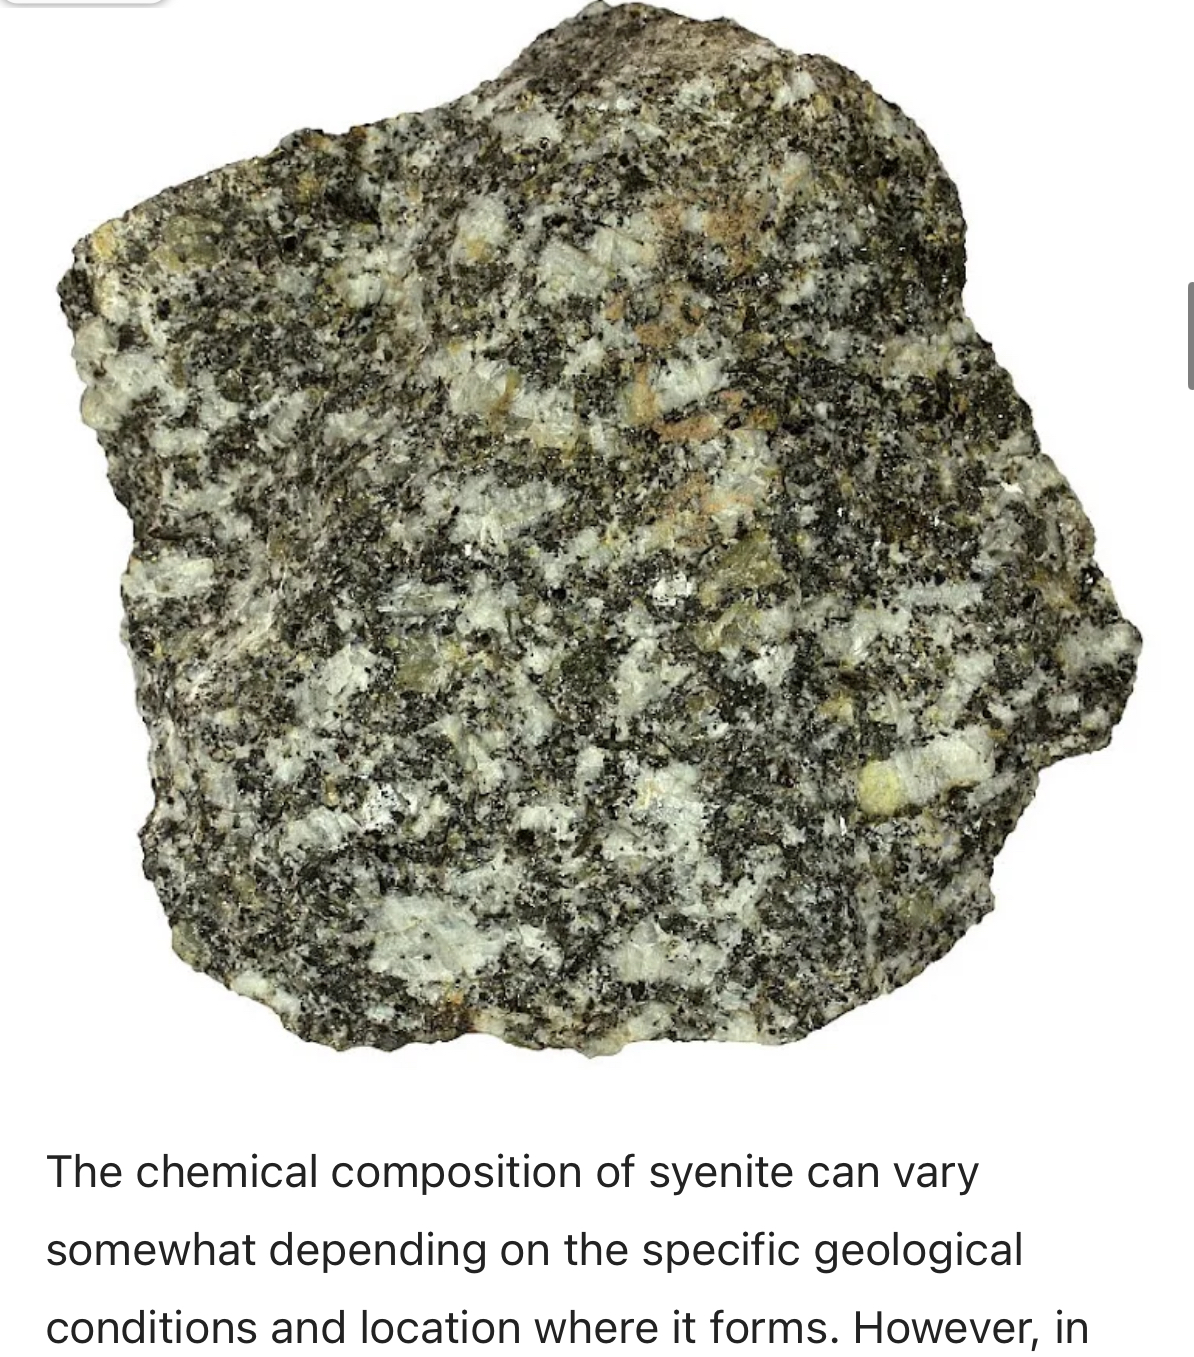 The chemical composition of syenite can vary
somewhat depending on the specific geological
conditions and location where it forms. However, in